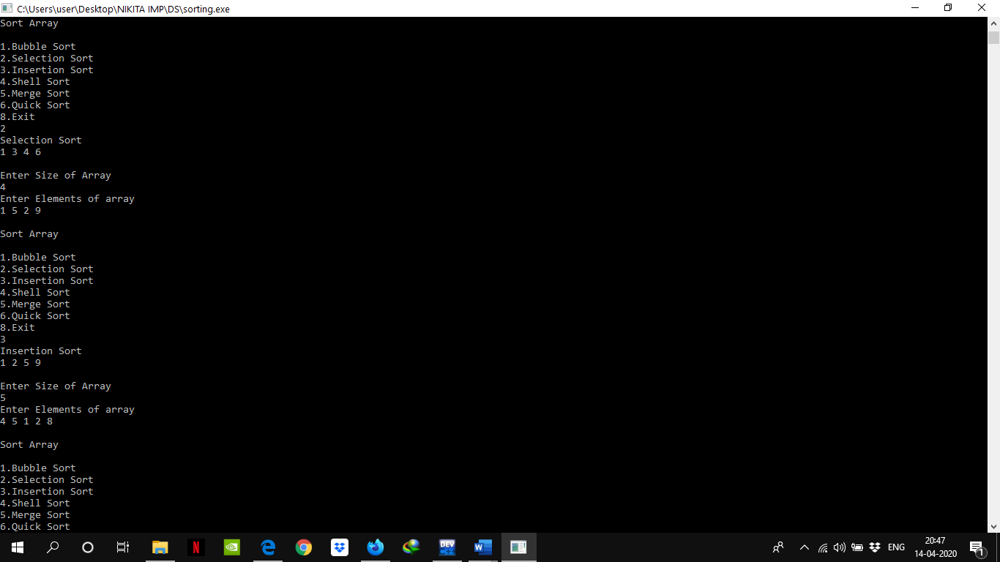 C:\Users\user\Desktop\NIKITA IMP\DS\sorting.exe
Sort Array
1.Bubble Sort
2.Selection Sort
3.Insertion Sort
4.Shell Sort
5.Merge Sort
6.Quick Sort
8.Exit
2
Selection Sort
1 3 4 6
Enter Size of Array
4
Enter Elements of array
1 5 2 9
Sort Array
1.Bubble Sort
2.Selection Sort
3.Insertion Sort
4.Shell Sort
5.Merge Sort
6.Quick Sort
8.Exit
3
Insertion Sort
1 2 5 9
Enter Size of Array
5
Enter Elements of array
4 5 1 2 8
Sort Array
1.Bubble Sort
2.Selection Sort
3.Insertion Sort
4.Shell Sort
5.Merge Sort
6.Quick Sort
N
DEV
W
ENG
20:47
14-04-2020
1